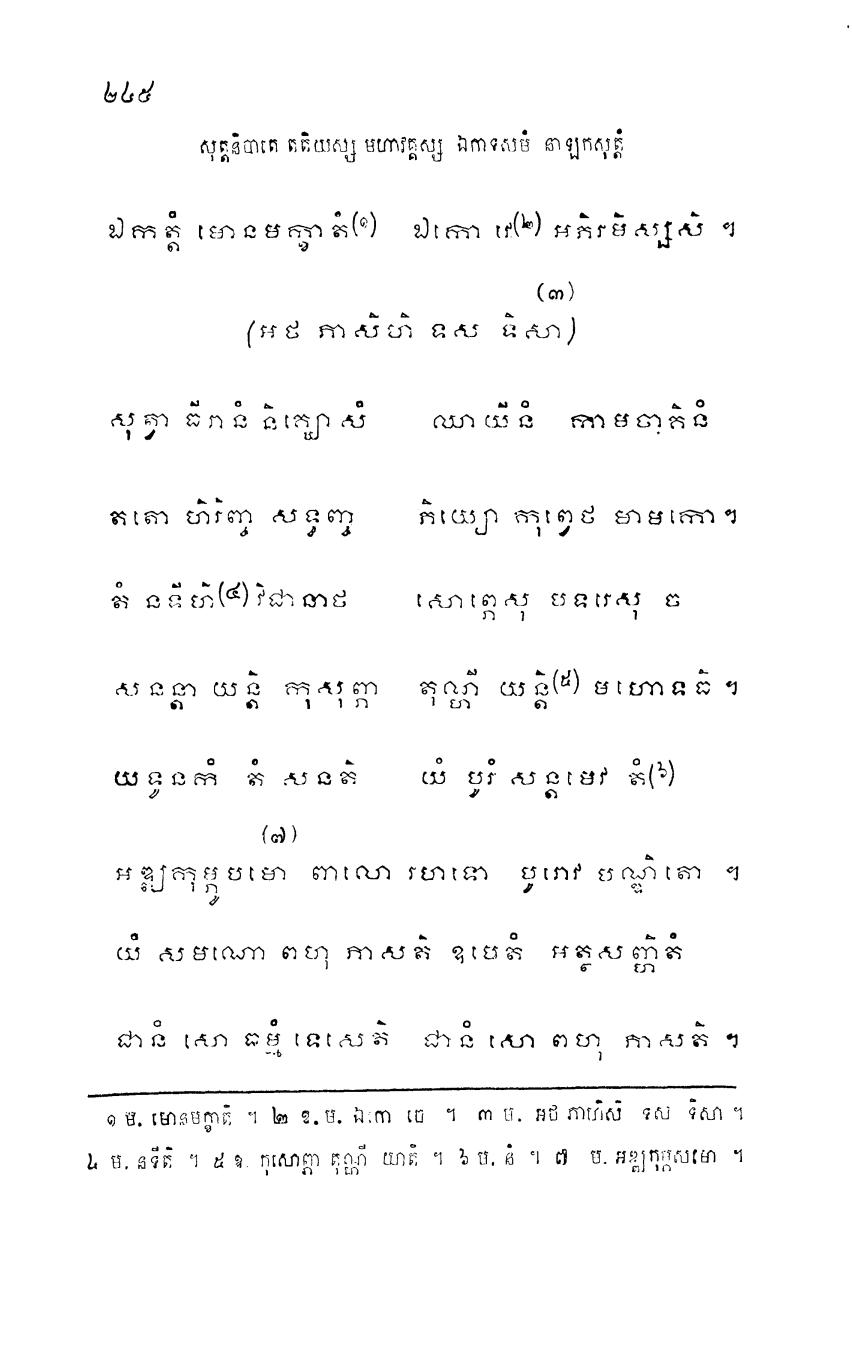 ២៤៥
សុត្តនិបាតេ តតិយស្ស មហាវគ្គស្ស ឯកាទសមំ នាឡកសុត្តំ
ឯកត្តំ មោនមក្ខាតំ(១) ឯកោ វេ(២) អភិរមិស្សសិ ។
(៣)
(អថ ភាសិហិ ទស ទិសា)
សុត្វា ធីរានំ និគ្ឃោសំ ឈាយីនំ កាមចាគិនំ
តតោ ហិរិញ្ច សទ្ធញ្ច ភិយ្យោ កុព្វេថ មាមកោ។
តំ នទីហិ(៤) វិជានាថ សោព្ភេសុ បទរេសុ ច
សនន្តា យន្តិ កុសុព្ភា តុណ្ហី យន្តិ(៥) មហោទធិ ។
យទូនកំ តំ សនតិ យំ បូរំ សន្តមេវ តំ(៦)
(៧)
អឌ្ឍកុម្ភូបមោ ពាលោ រហទោ បូរោវ បណ្ឌិតោ ។
យំ សមណោ ពហុ ភាសតិ ឧបេតំ អត្ថសញ្ហិតំ
ជានំ សោ ធម្មំ ទេសេតិ ជានំ សោ ពហុ ភាសតិ ។
១ ម. មោនមក្ខាតិ ។ ២ ឧ. ម. ឯកា ចេ ។ ៣ ម. អថ ភាហិសិ ទស ទិសា ។
៤ ម. នទីតិ ។ ៥ ឧ. កុសោព្ភា តុណ្ហី យាតិ ។ ៦ ម. នំ ។ ៧ ម. អឌ្ឍកុម្ភសមោ ។